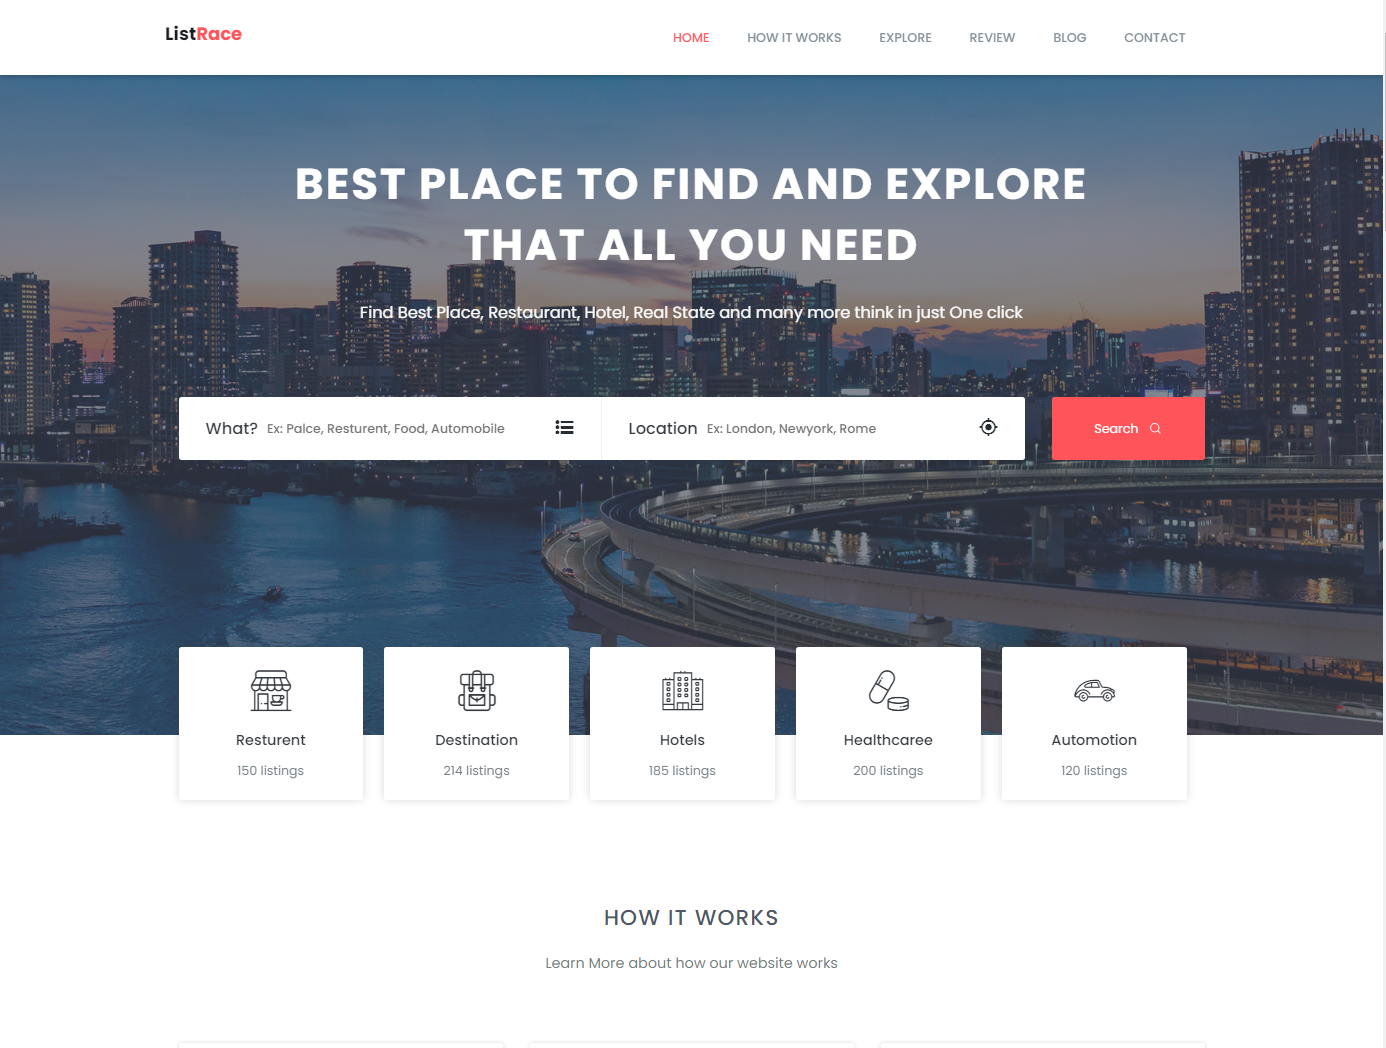 ListRace
HOME HOW IT WORKS EXPLORE REVIEW BLOG CONTACT
BEST PLACE TO FIND AND EXPLORE
THAT ALL YOU NEED
Find Best Place, Restaurant, Hotel, Real State and many more think in just One click
What? Ex: Palce, Resturent, Food, Automobile
Location Ex: London, Newyork, Rome
Search
Resturent
150 listings
Destination
214 listings
Hotels
185 listings
Healthcaree
200 listings
Automotion
120 listings
HOW IT WORKS
Learn More about how our website works